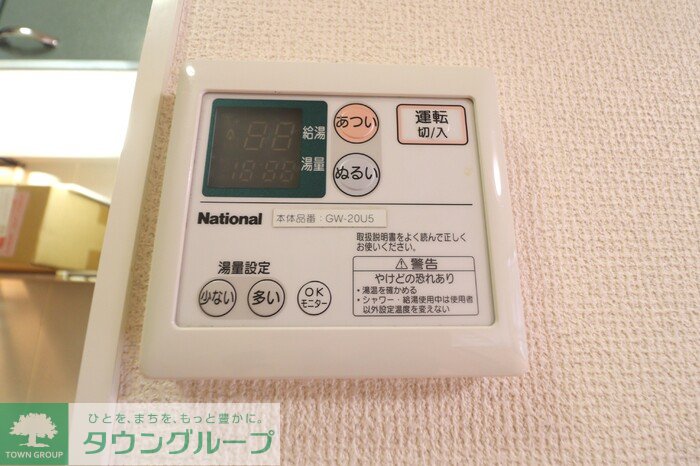 給湯
湯量
あつい
ぬるい
運転
切/入
National
本体品番：GW-20U5
取扱説明書をよく読んで正しく
お使いください。
湯量設定
少ない
多い
OK
モニター
⚠警告
やけどの恐れあり
・湯温を確かめる
・シャワー・給湯使用中は使用者
以外設定温度を変えない
TOWN GROUP
ひとを、まちを、もっと豊かに。
タウングループ